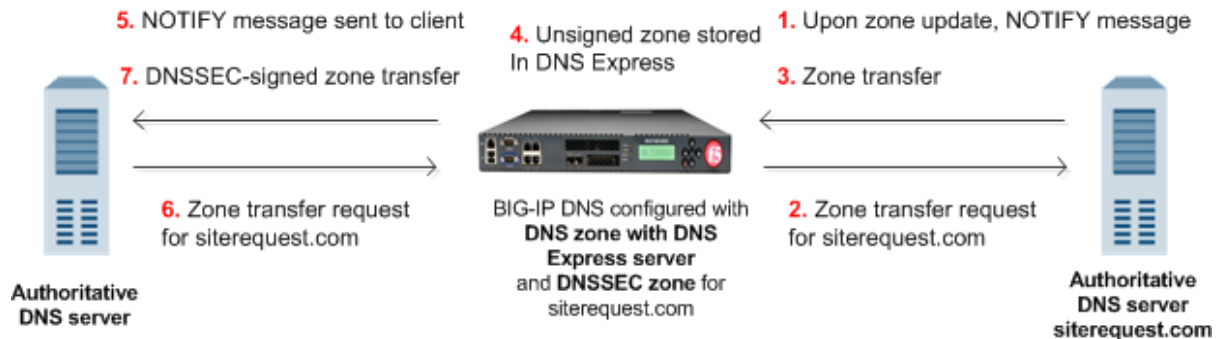 5. NOTIFY message sent to client
7. DNSSEC-signed zone transfer
6. Zone transfer request
for siterequest.com
Authoritative
DNS server
4. Unsigned zone stored
In DNS Express
f5
BIG-IP DNS configured with
DNS zone with DNS
Express server
and DNSSEC zone for
siterequest.com
1. Upon zone update, NOTIFY message
3. Zone transfer
2. Zone transfer request
for siterequest.com
Authoritative
DNS server
siterequest.com